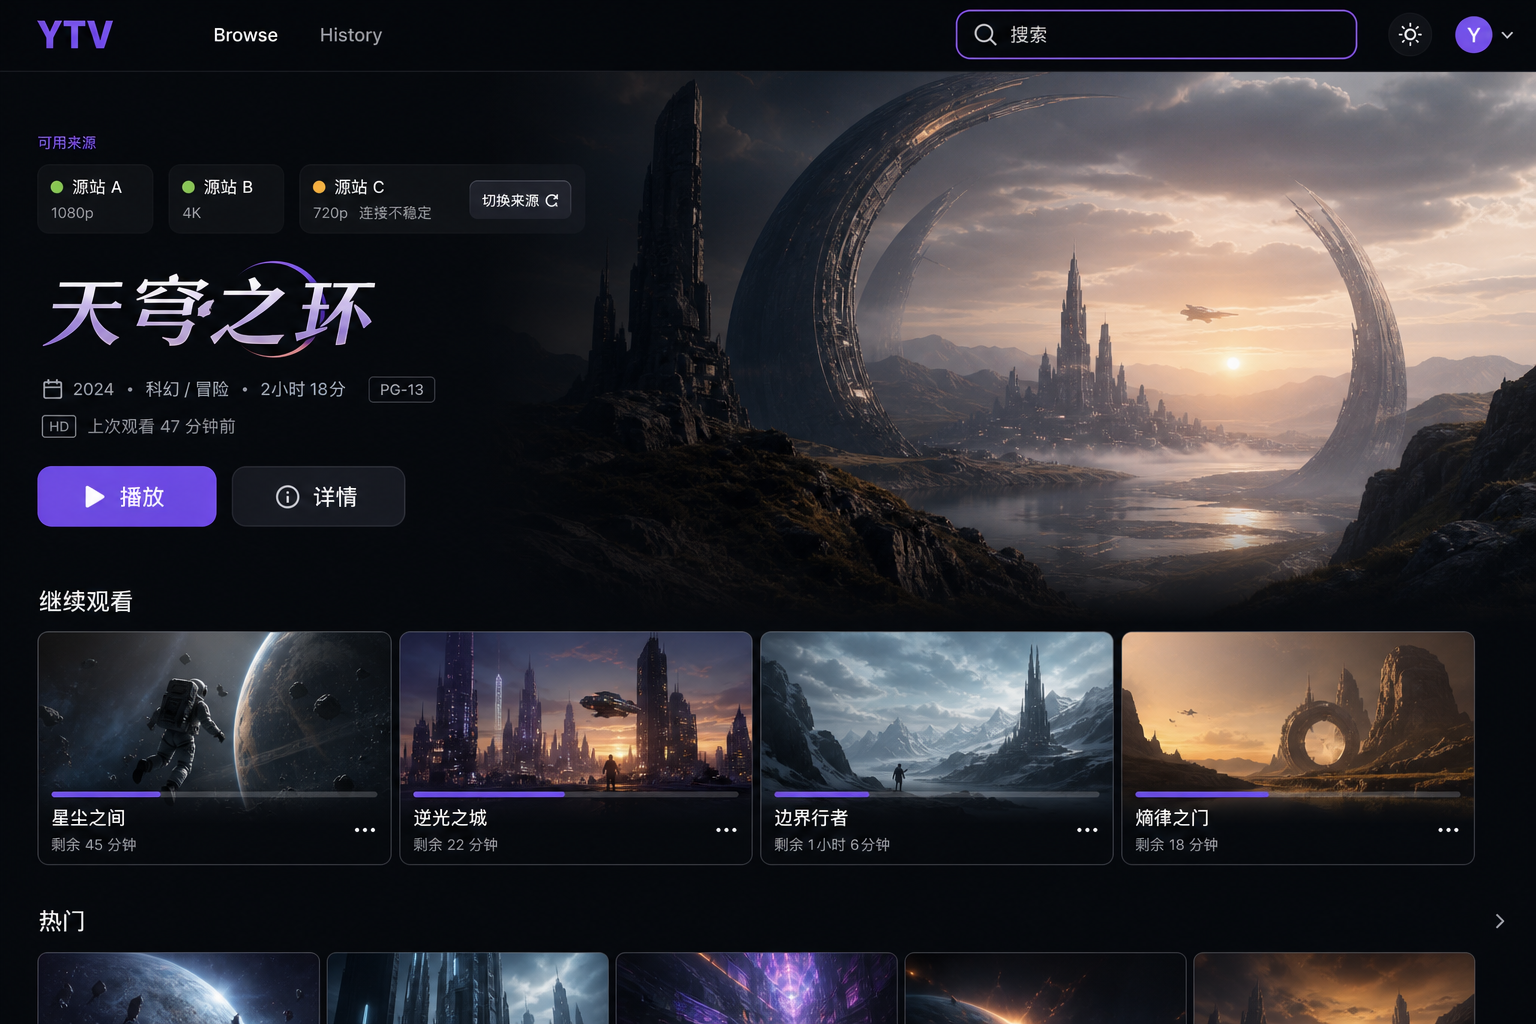 YTV
Browse
History
搜索
Y
可用来源
源站 A
1080p
源站 B
4K
源站 C
720p 连接不稳定
切换来源
天穹之环
2024 • 科幻 / 冒险 • 2小时 18分
PG-13
HD
上次观看 47 分钟前
播放
详情
继续观看
星尘之间
剩余 45 分钟
逆光之城
剩余 22 分钟
边界行者
剩余 1小时 6分钟
熵律之门
剩余 18 分钟
热门